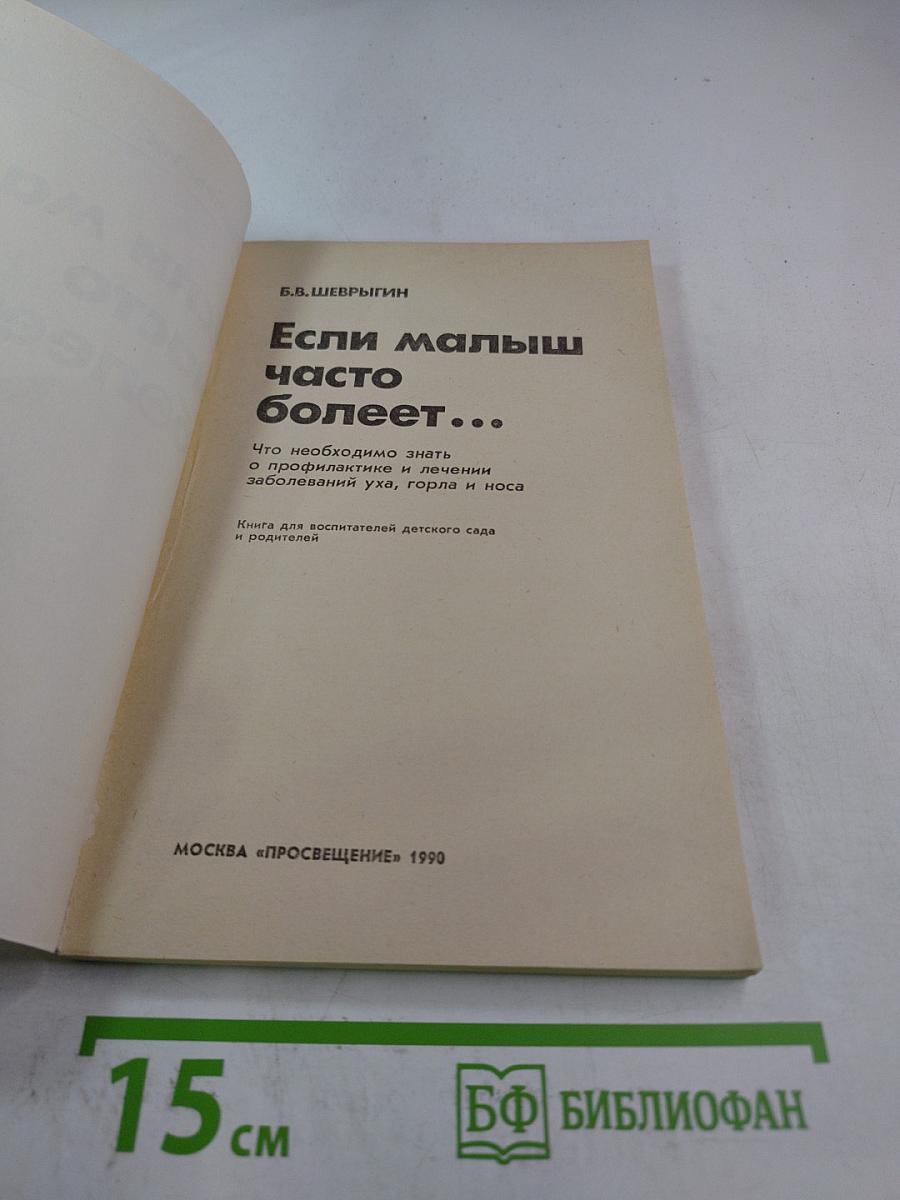 Б.В.ШЕВРЫГИН
Если малыш
часто
болеет...
Что необходимо знать
о профилактике и лечении
заболеваний уха, горла и носа
Книга для воспитателей детского сада
и родителей
МОСКВА «ПРОСВЕЩЕНИЕ» 1990
15 см
БФ БИБЛИОФАН